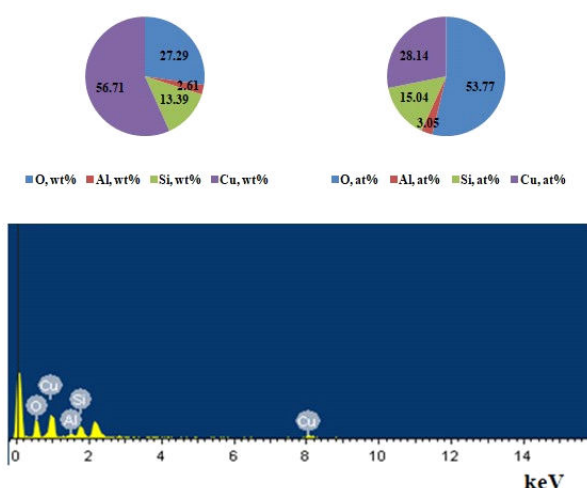 27.29
2.61
13.39
56.71
O, wt% Al, wt% Si, wt% Cu, wt%
28.14
53.77
15.04
3.05
O, at% Al, at% Si, at% Cu, at%
Cu
Si
O
Al
Cu
0 2 4 6 8 10 12 14
keV